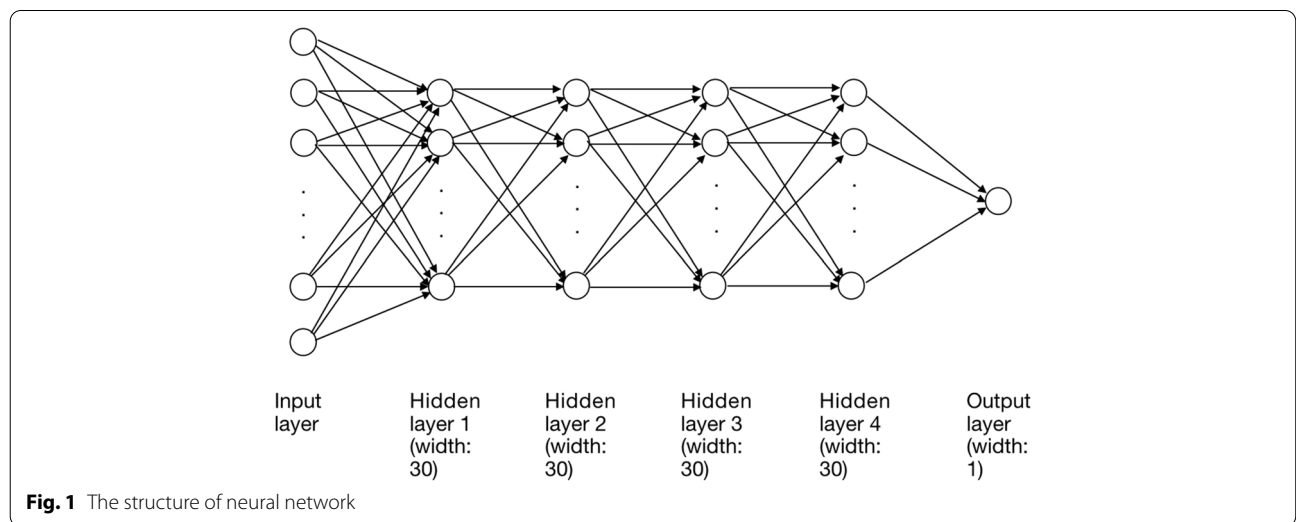 Input
layer
Hidden
layer 1
(width:
30)
Hidden
layer 2
(width:
30)
Hidden
layer 3
(width:
30)
Hidden
layer 4
(width:
30)
Output
layer
(width:
1)
Fig. 1 The structure of neural network